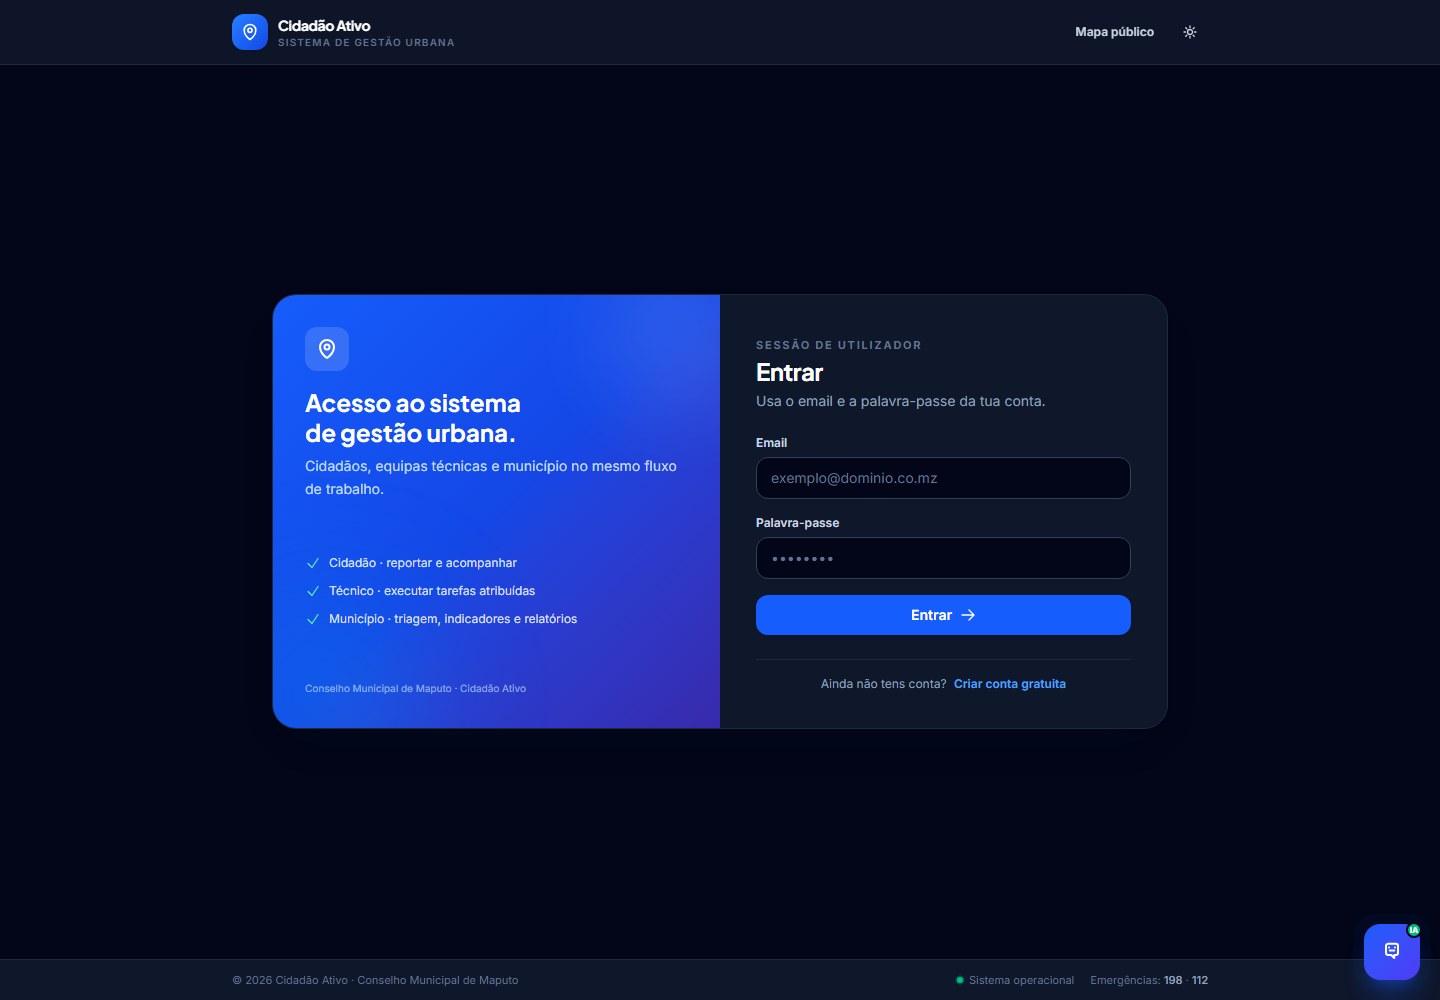 Cidadão Ativo
SISTEMA DE GESTÃO URBANA
Mapa público
Acesso ao sistema
de gestão urbana.
Cidadãos, equipas técnicas e município no mesmo fluxo
de trabalho.
Cidadão · reportar e acompanhar
Técnico · executar tarefas atribuídas
Município · triagem, indicadores e relatórios
Conselho Municipal de Maputo · Cidadão Ativo
SESSÃO DE UTILIZADOR
Entrar
Usa o email e a palavra-passe da tua conta.
Email
exemplo@dominio.co.mz
Palavra-passe
••••••••
Entrar →
Ainda não tens conta? Criar conta gratuita
IA
© 2026 Cidadão Ativo · Conselho Municipal de Maputo
Sistema operacional
Emergências: 198 · 112